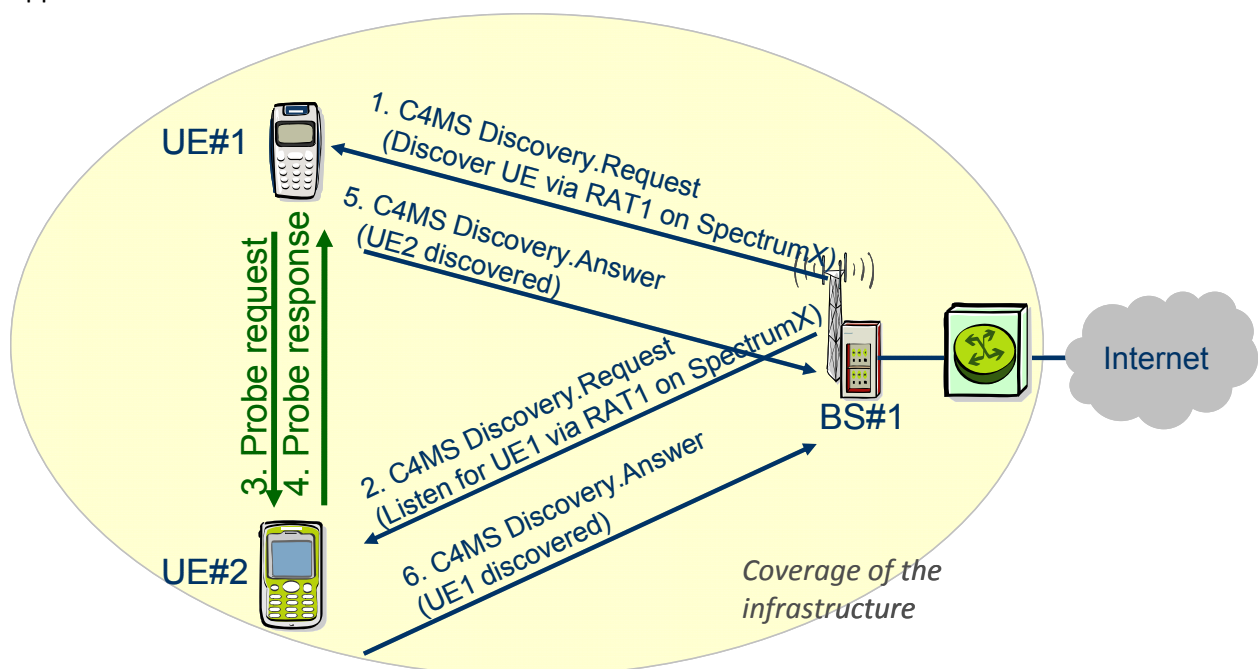 UE#1
1. C4MS Discovery.Request
(Discover UE via RAT1 on SpectrumX)
5. C4MS Discovery.Answer
(UE2 discovered)
3. Probe request
4. Probe response
2. C4MS Discovery.Request
(Listen for UE1 via RAT1 on SpectrumX)
6. C4MS Discovery.Answer
(UE1 discovered)
UE#2
BS#1
Internet
Coverage of the
infrastructure